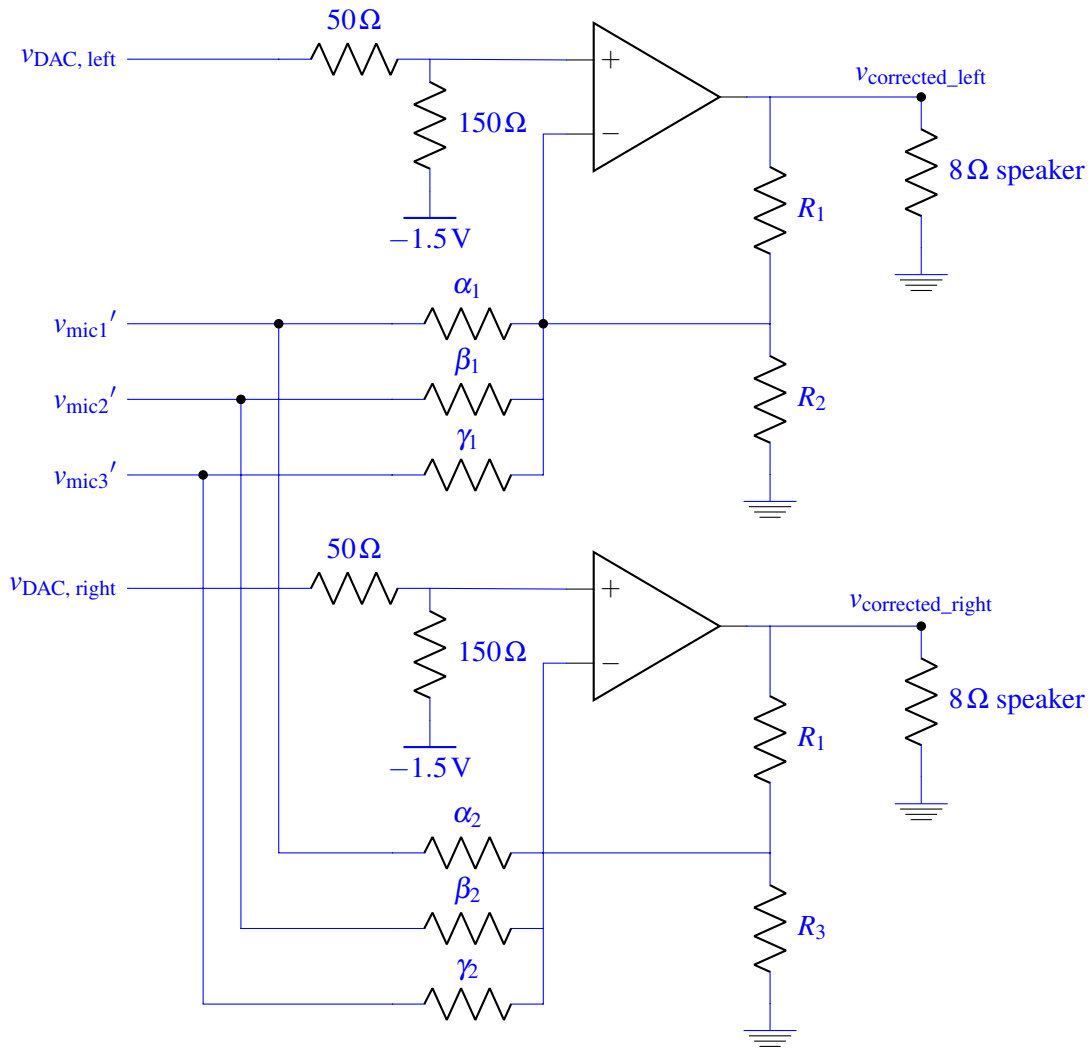 50Ω
v_DAC, left
+
v_corrected_left
150Ω
−
8Ω speaker
R₁
−1.5V
α₁
v_mic1′
β₁
R₂
v_mic2′
γ₁
v_mic3′
50Ω
v_DAC, right
+
v_corrected_right
150Ω
−
8Ω speaker
R₁
−1.5V
α₂
β₂
R₃
γ₂